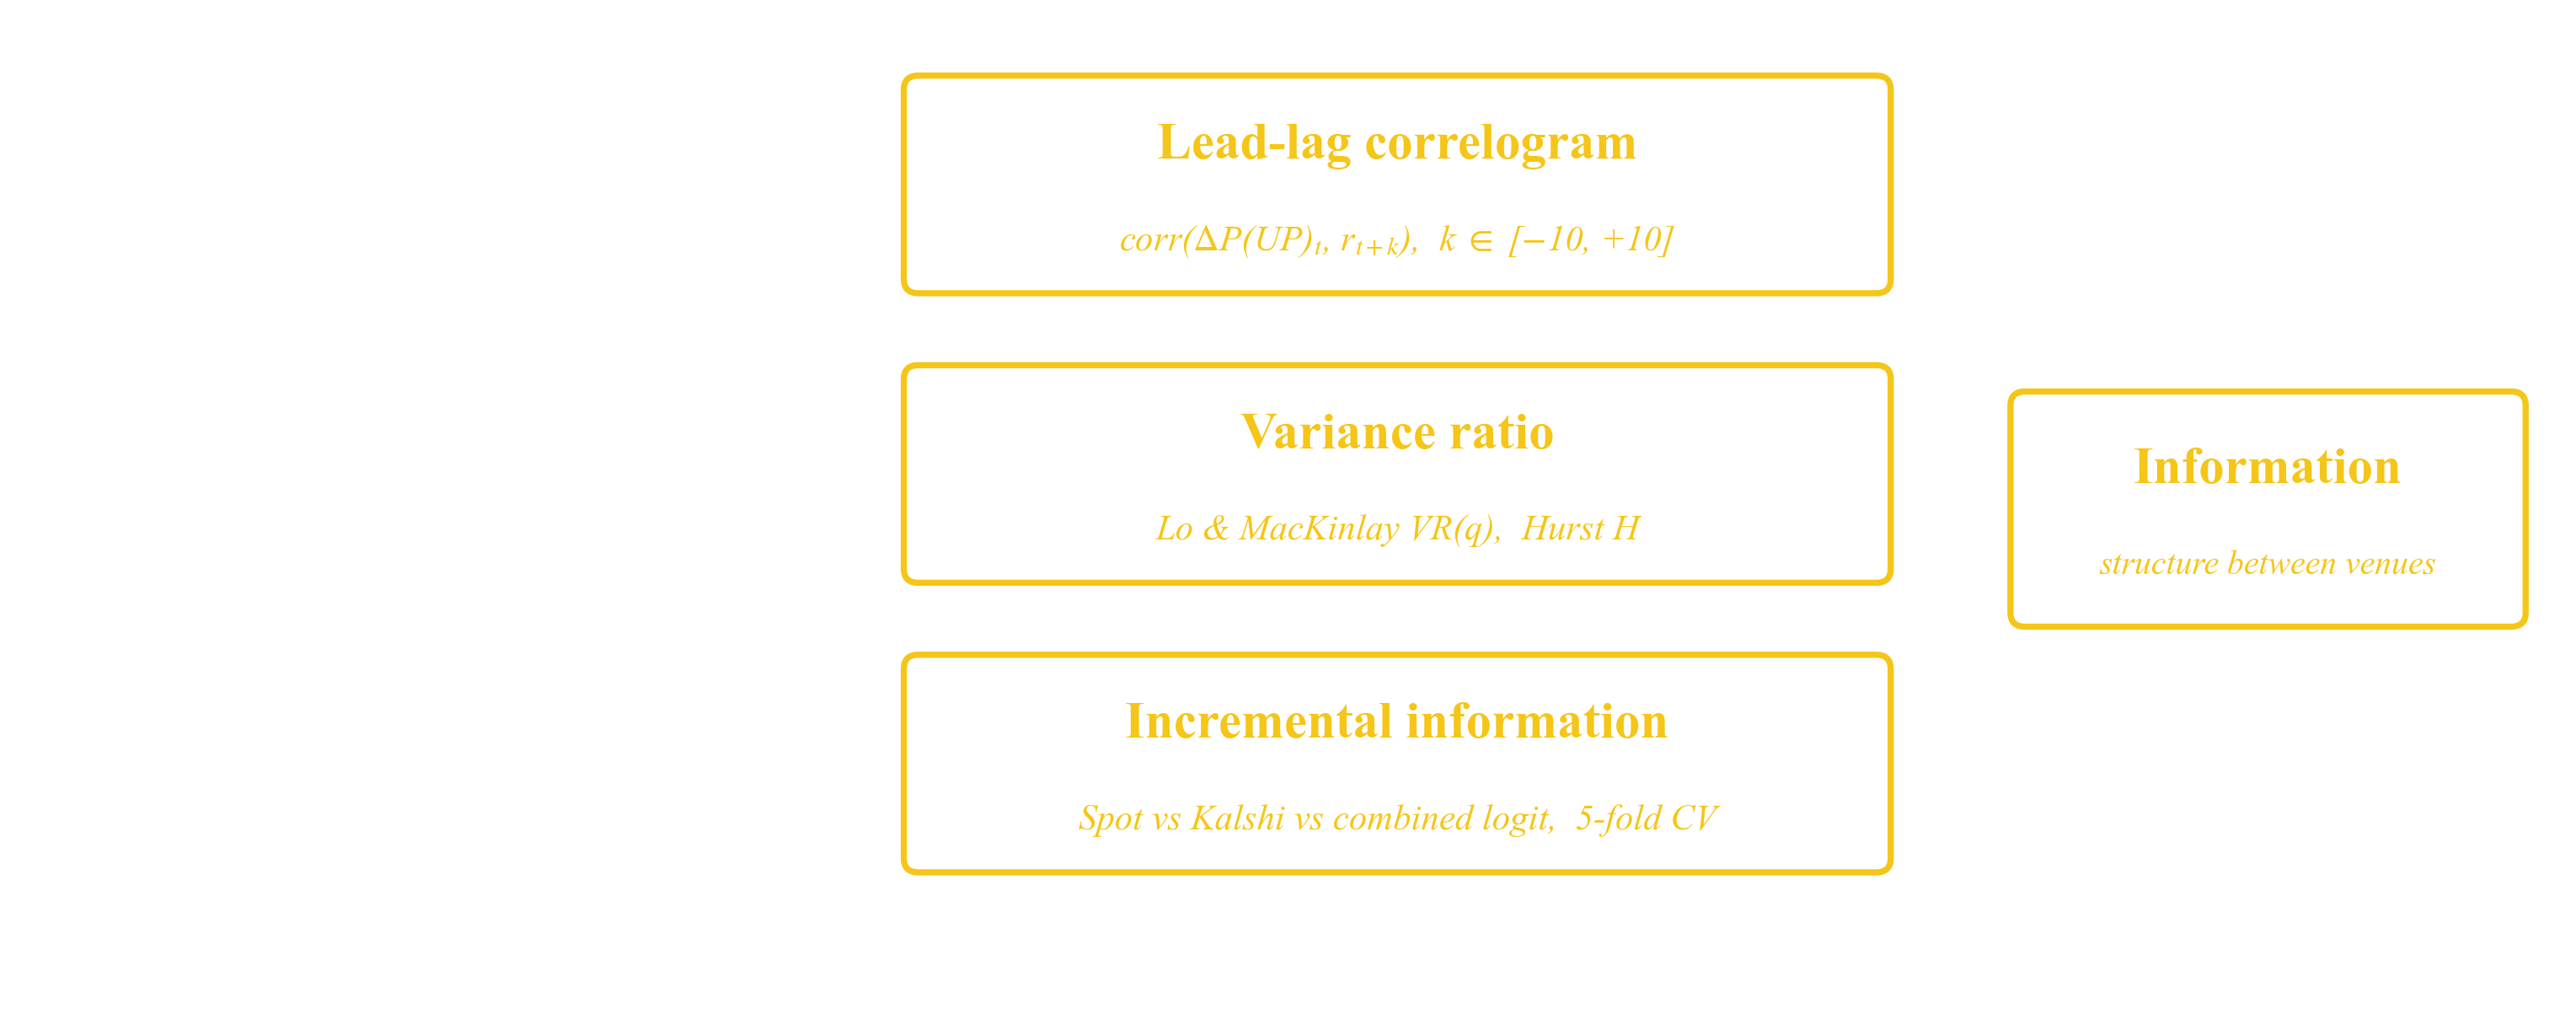 Lead-lag correlogram
corr(ΔP(UP)ₜ, rₜ₊ₖ), k ∈ [−10, +10]
Variance ratio
Lo & MacKinlay VR(q), Hurst H
Information
structure between venues
Incremental information
Spot vs Kalshi vs combined logit, 5-fold CV